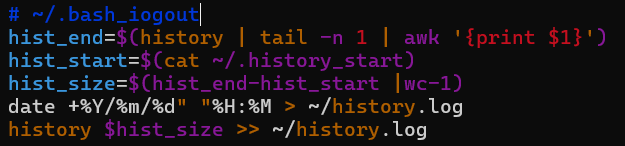 # ~/.bash_iogout
hist_end=$(history | tail -n 1 | awk '{print $1}')
hist_start=$(cat ~/.history_start)
hist_size=$(hist_end-hist_start |wc-1)
date +%Y/%m/%d" "%H:%M > ~/history.log
history $hist_size >> ~/history.log